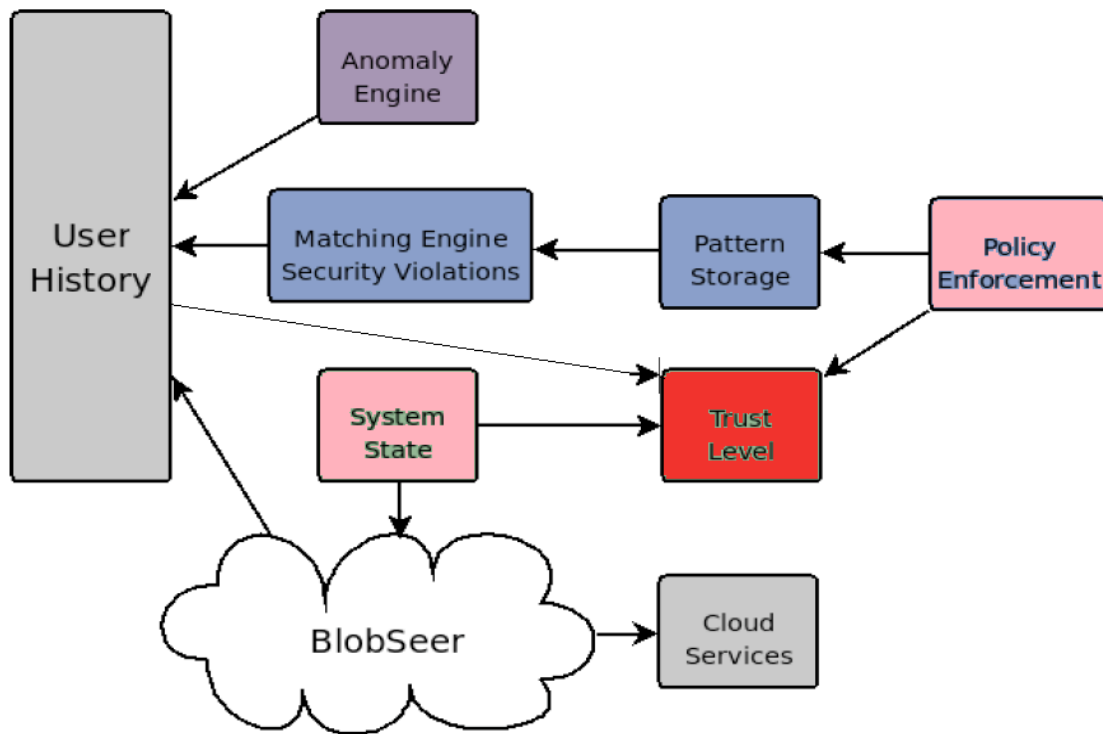 Anomaly
Engine
User
History
Matching Engine
Security Violations
Pattern
Storage
Policy
Enforcement
System
State
Trust
Level
BlobSeer
Cloud
Services